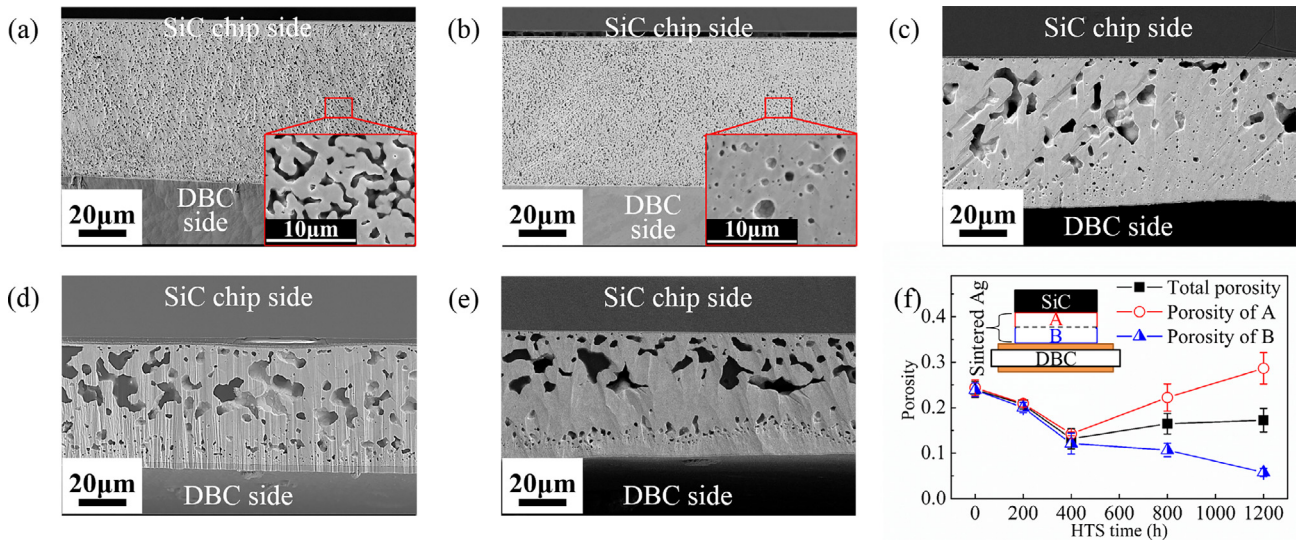 (a)
SiC chip side
20μm
DBC
side
10μm
(b)
SiC chip side
20μm
DBC
side
10μm
(c)
SiC chip side
20μm
DBC side
(d)
SiC chip side
20μm
DBC side
(e)
SiC chip side
20μm
DBC side
(f)
Sintered Ag
SiC
A
B
DBC
Total porosity
Porosity of A
Porosity of B
Porosity
0.4
0.3
0.2
0.1
0.0
0 200 400 600 800 1000 1200
HTS time (h)